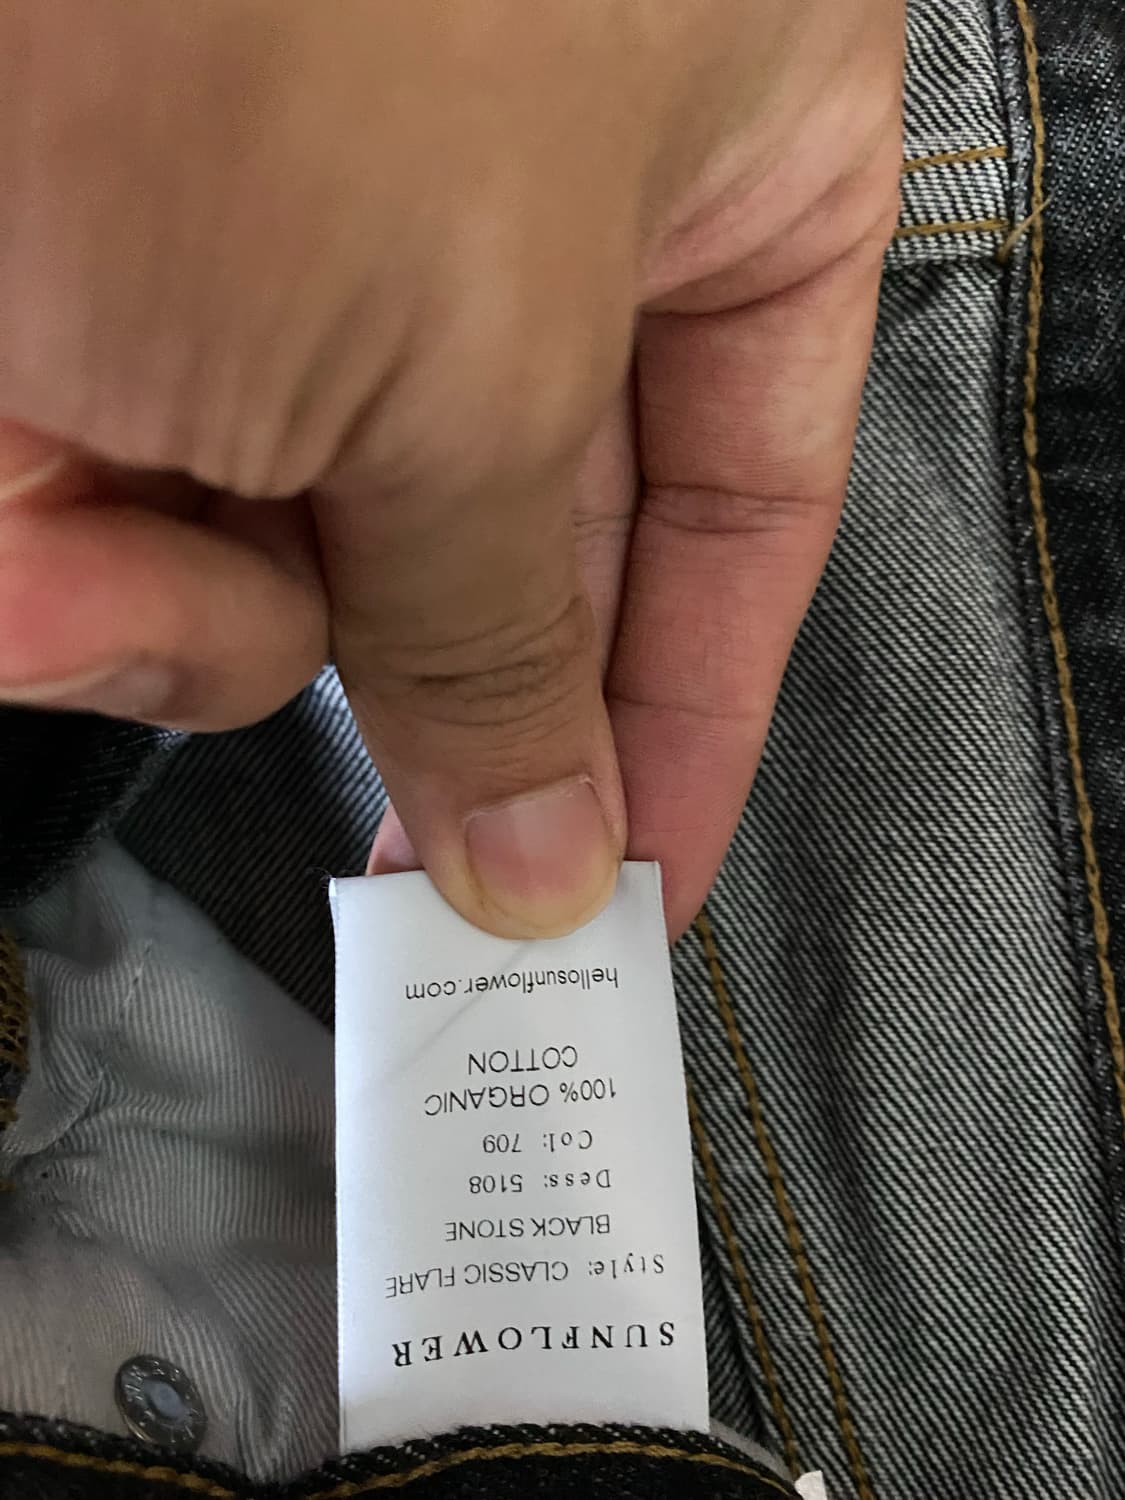 SUNFLOWER
Style: CLASSIC FLARE
BLACK STONE
Dess: 5108
Col: 709
100% ORGANIC
COTTON
hellosunflower.com